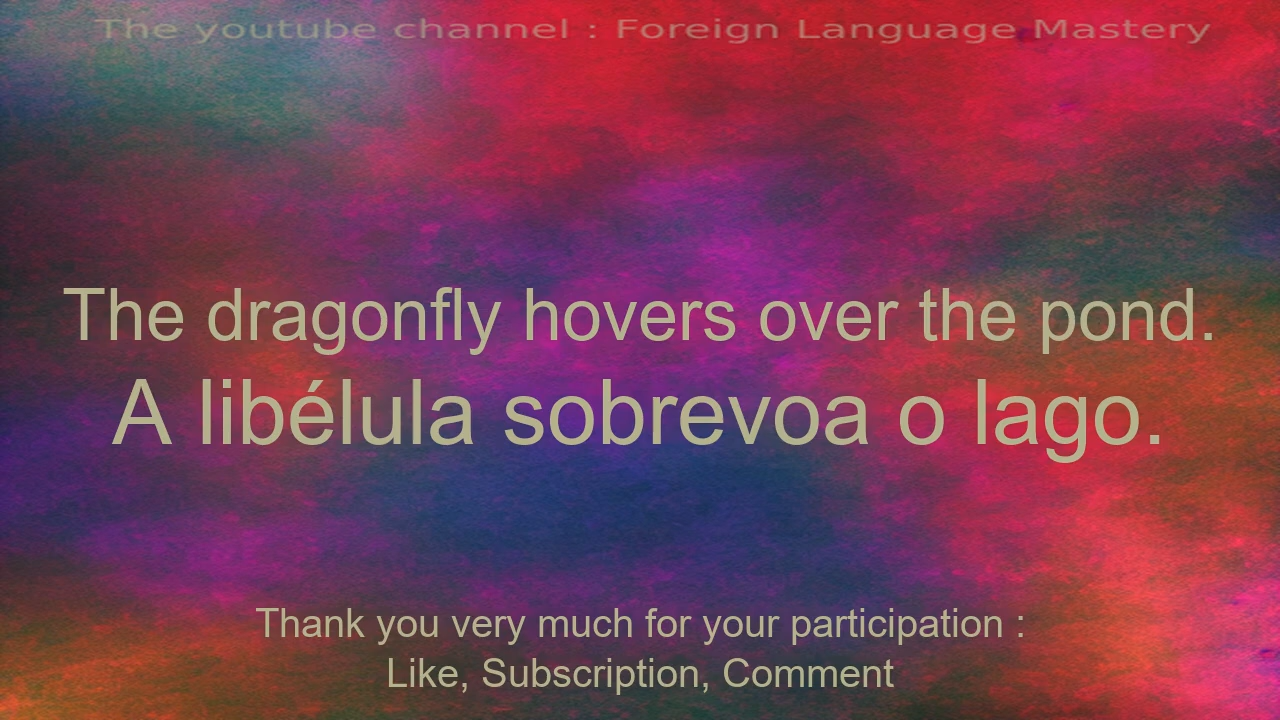 The youtube channel : Foreign Language Mastery
The dragonfly hovers over the pond.
A libélula sobrevoa o lago.
Thank you very much for your participation :
Like, Subscription, Comment